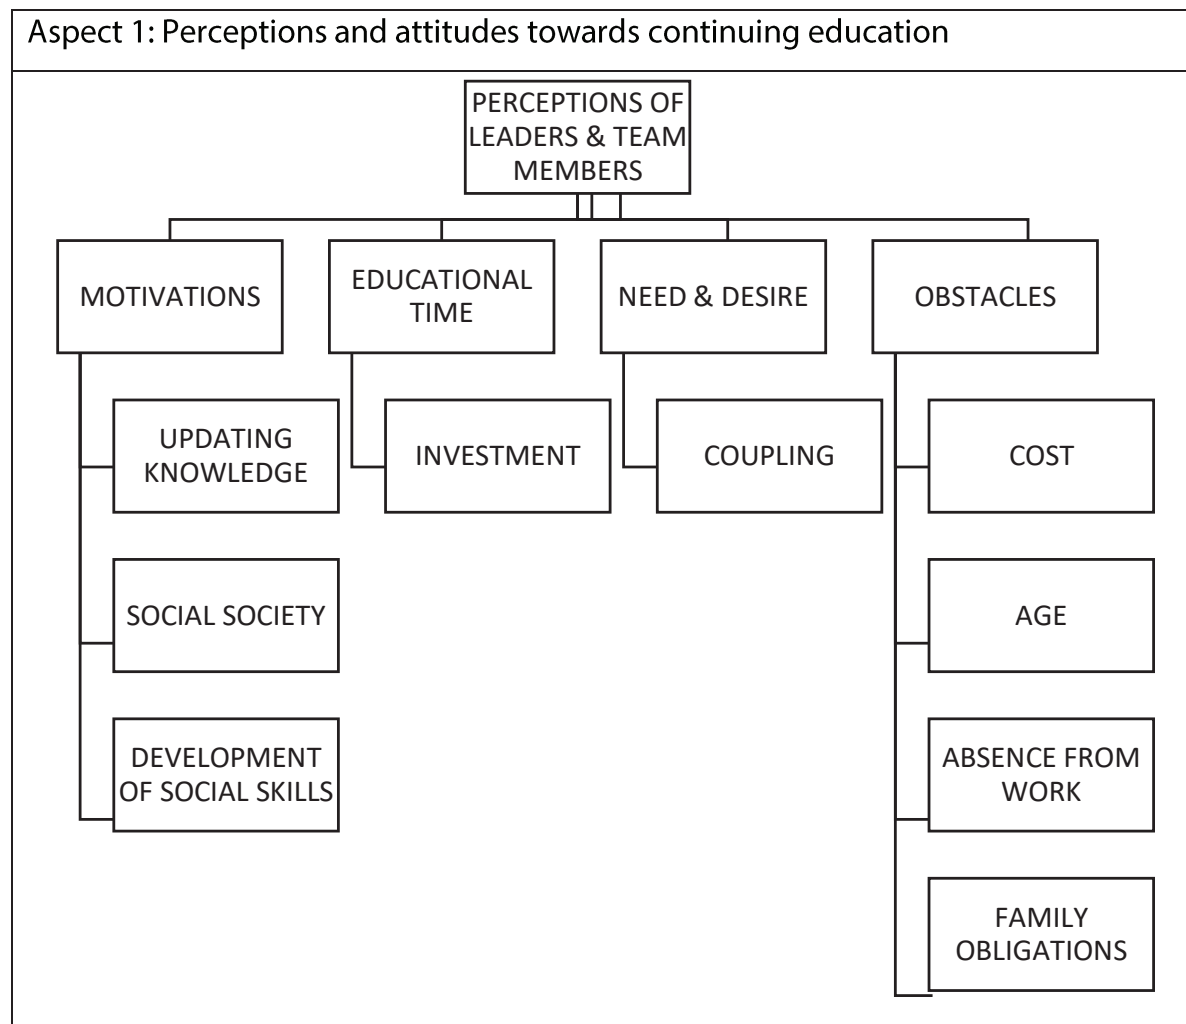 Aspect 1: Perceptions and attitudes towards continuing education
PERCEPTIONS OF
LEADERS & TEAM
MEMBERS
MOTIVATIONS
EDUCATIONAL
TIME
NEED & DESIRE
OBSTACLES
UPDATING
KNOWLEDGE
INVESTMENT
COUPLING
COST
SOCIAL SOCIETY
AGE
DEVELOPMENT
OF SOCIAL SKILLS
ABSENCE FROM
WORK
FAMILY
OBLIGATIONS